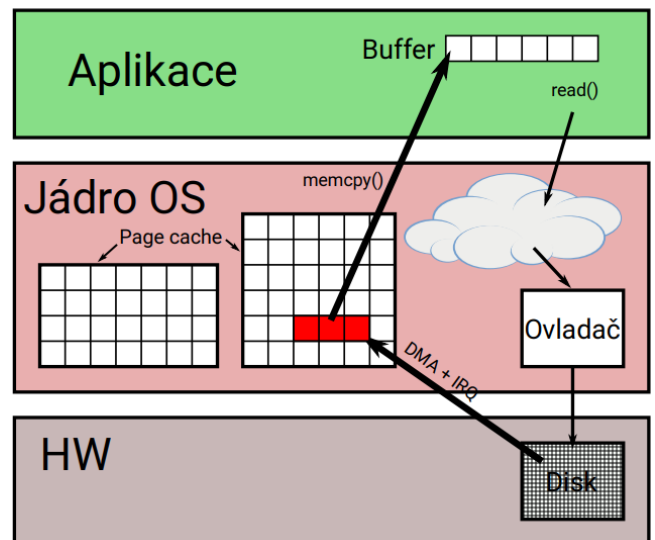 Aplikace
Buffer
read()
Jádro OS
memcpy()
Page cache
Ovladač
DMA + IRQ
HW
Disk